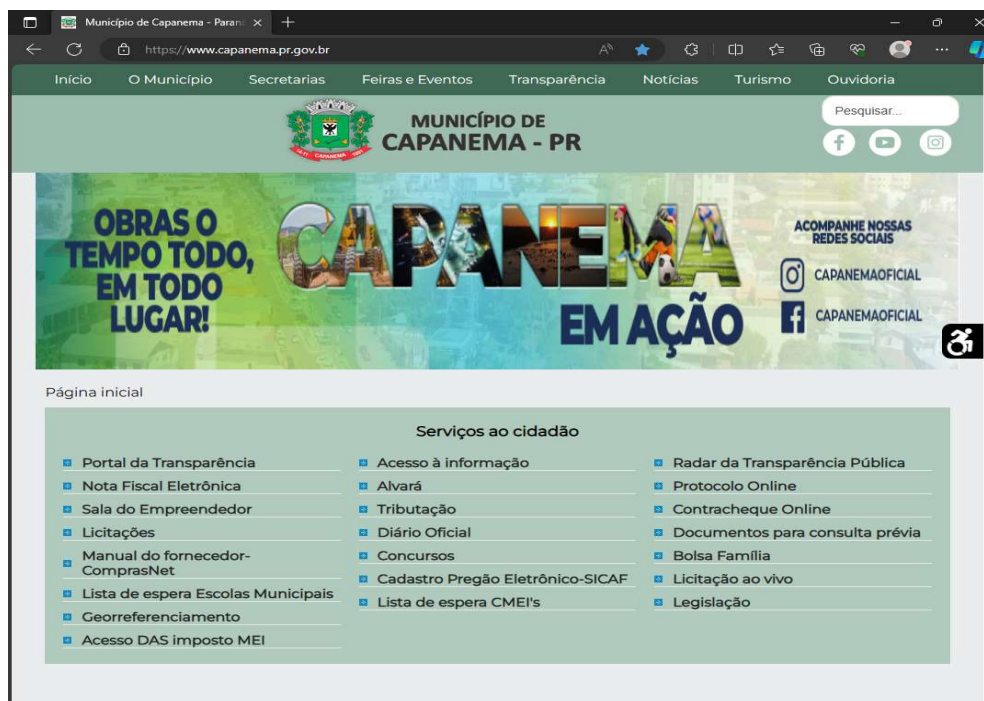 Município de Capanema - Paran
https://www.capanema.pr.gov.br
Início O Município Secretarias Feiras e Eventos Transparência Notícias Turismo Ouvidoria
Pesquisar...
MUNICÍPIO DE
CAPANEMA - PR
CAPANEMA
OBRAS O
TEMPO TODO,
EM TODO
LUGAR!
CAPANEMA
EM AÇÃO
ACOMPANHE NOSSAS
REDES SOCIAIS
CAPANEMAOFICIAL
CAPANEMAOFICIAL
Página inicial
Serviços ao cidadão
Portal da Transparência
Nota Fiscal Eletrônica
Sala do Empreendedor
Licitações
Manual do fornecedor-
ComprasNet
Lista de espera Escolas Municipais
Georreferenciamento
Acesso DAS imposto MEI
Acesso à informação
Alvará
Tributação
Diário Oficial
Concursos
Cadastro Pregão Eletrônico-SICAF
Lista de espera CMEI's
Radar da Transparência Pública
Protocolo Online
Contracheque Online
Documentos para consulta prévia
Bolsa Família
Licitação ao vivo
Legislação